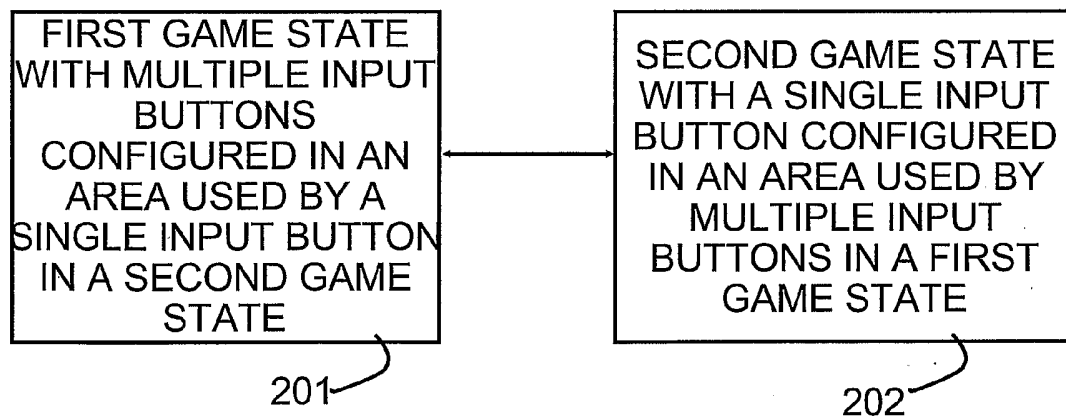 FIRST GAME STATE
WITH MULTIPLE INPUT
BUTTONS
CONFIGURED IN AN
AREA USED BY A
SINGLE INPUT BUTTON
IN A SECOND GAME
STATE
201
SECOND GAME STATE
WITH A SINGLE INPUT
BUTTON CONFIGURED
IN AN AREA USED BY
MULTIPLE INPUT
BUTTONS IN A FIRST
GAME STATE
202